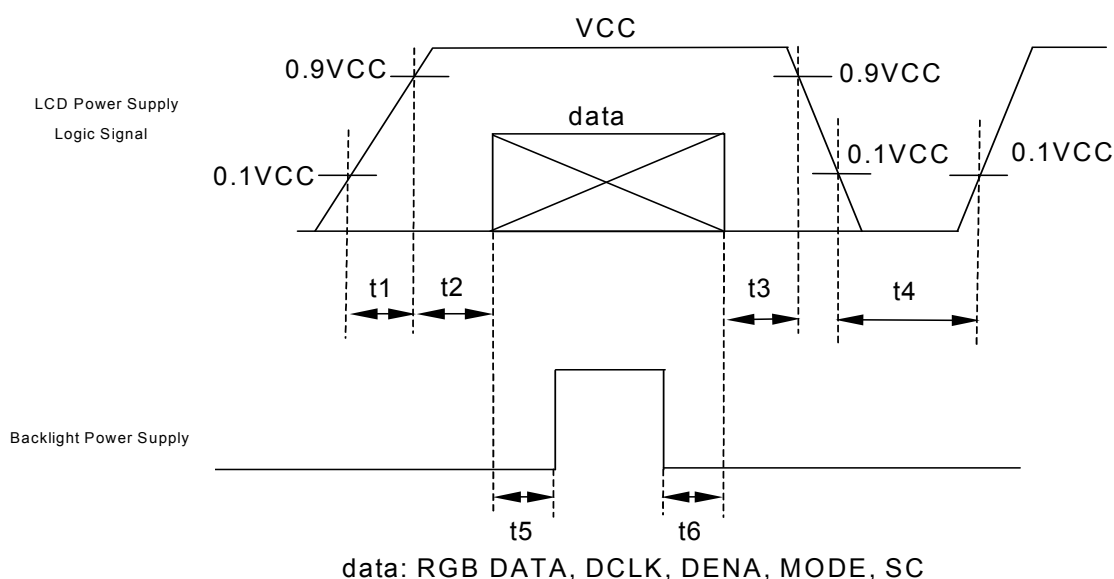 VCC
0.9VCC
0.9VCC
LCD Power Supply
Logic Signal
data
0.1VCC
0.1VCC
0.1VCC
t1
t2
t3
t4
Backlight Power Supply
t5
t6
data: RGB DATA, DCLK, DENA, MODE, SC